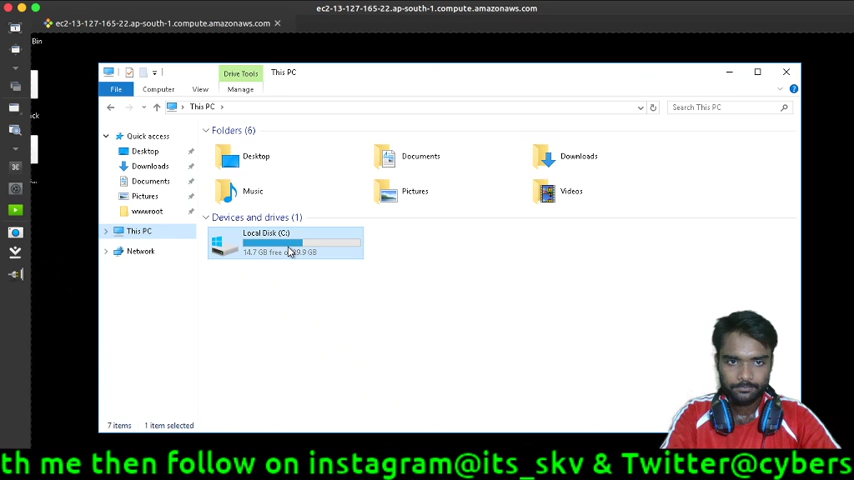 ec2-13-127-165-22.ap-south-1.compute.amazonaws.com
ec2-13-127-165-22.ap-south-1.compute.amazonaws.com
Bin
Drive Tools
This PC
File
Computer
View
Manage
This PC
Search This PC
Quick access
Desktop
Downloads
Documents
Pictures
wwwroot
This PC
Network
Folders (6)
Desktop
Documents
Downloads
Music
Pictures
Videos
Devices and drives (1)
Local Disk (C:)
14.7 GB free of 29.9 GB
7 items
1 item selected
th me then follow on instagram@its_skv & Twitter@cybers